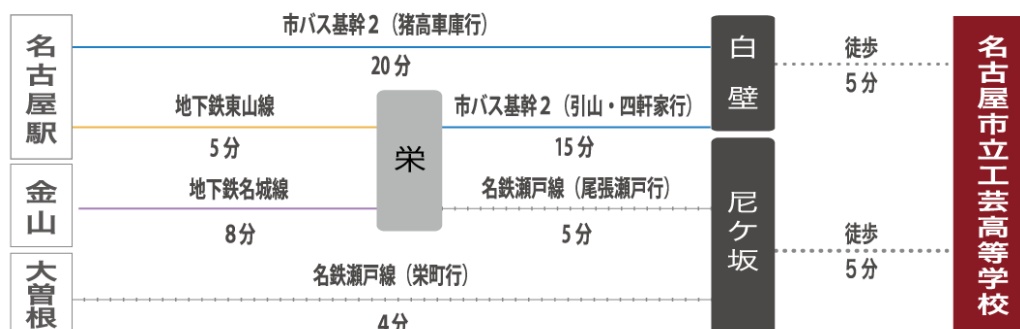 名古屋駅
市バス基幹2（猪高車庫行）
20分
白壁
徒歩
5分
名古屋市立工芸高等学校
地下鉄東山線
5分
栄
市バス基幹2（引山・四軒家行）
15分
金山
地下鉄名城線
8分
名鉄瀬戸線（尾張瀬戸行）
5分
尼ケ坂
徒歩
5分
大曽根
名鉄瀬戸線（栄町行）
4分